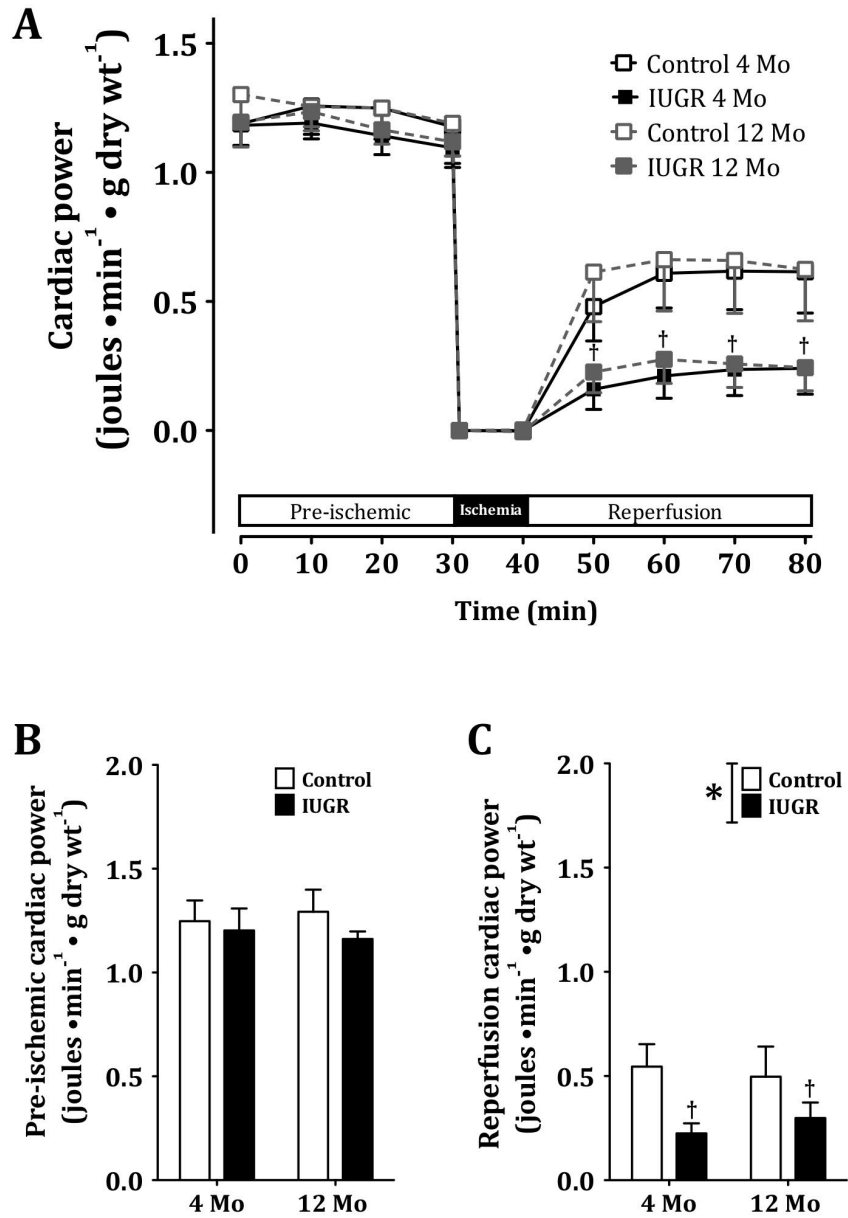 A
Cardiac power
(joules •min⁻¹ • g dry wt⁻¹)
1.5
1.0
0.5
0.0
Control 4 Mo
IUGR 4 Mo
Control 12 Mo
IUGR 12 Mo
† † † †
Pre-ischemic Ischemia Reperfusion
0 10 20 30 40 50 60 70 80
Time (min)
B
Pre-ischemic cardiac power
(joules •min⁻¹ • g dry wt⁻¹)
2.0
1.5
1.0
0.5
0.0
Control
IUGR
4 Mo 12 Mo
C
Reperfusion cardiac power
(joules •min⁻¹ •g dry wt⁻¹)
2.0
1.5
1.0
0.5
0.0
*
Control
IUGR
† †
4 Mo 12 Mo